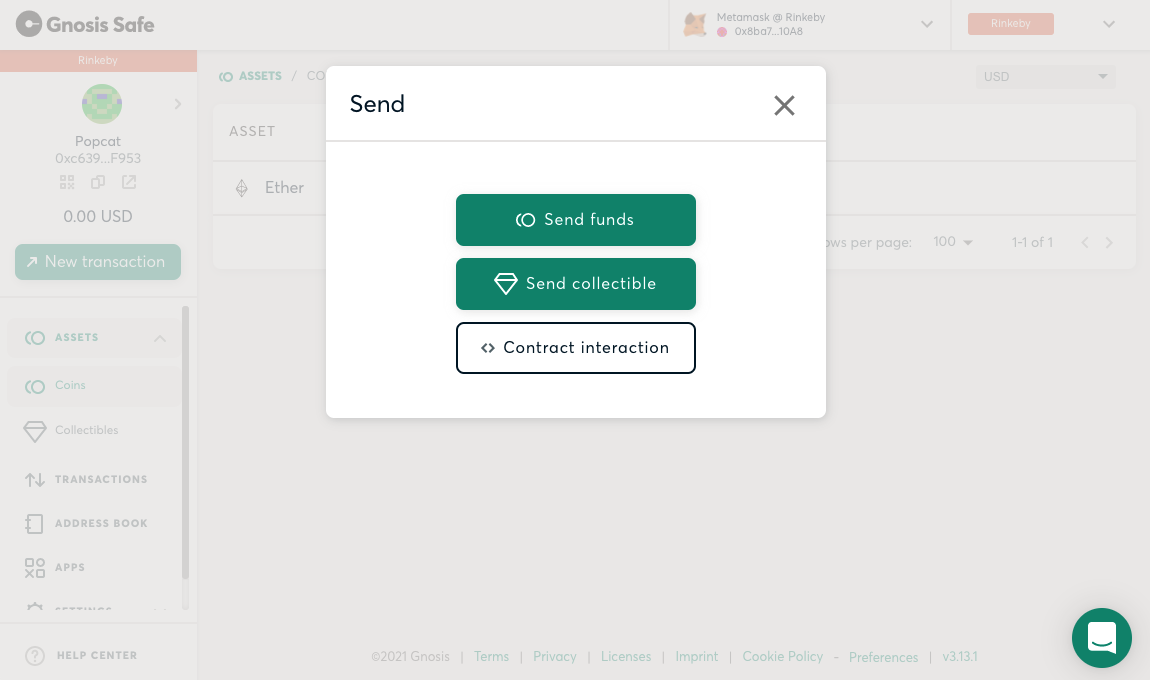 Gnosis Safe
Metamask @ Rinkeby
0x8ba7...10A8
Rinkeby
Rinkeby
Popcat
0xc639...F953
0.00 USD
New transaction
ASSETS
Coins
Collectibles
TRANSACTIONS
ADDRESS BOOK
APPS
SETTINGS
HELP CENTER
ASSETS / CO
USD
ASSET
Ether
ows per page: 100 1-1 of 1
Send
Send funds
Send collectible
Contract interaction
©2021 Gnosis | Terms | Privacy | Licenses | Imprint | Cookie Policy - Preferences | v3.13.1